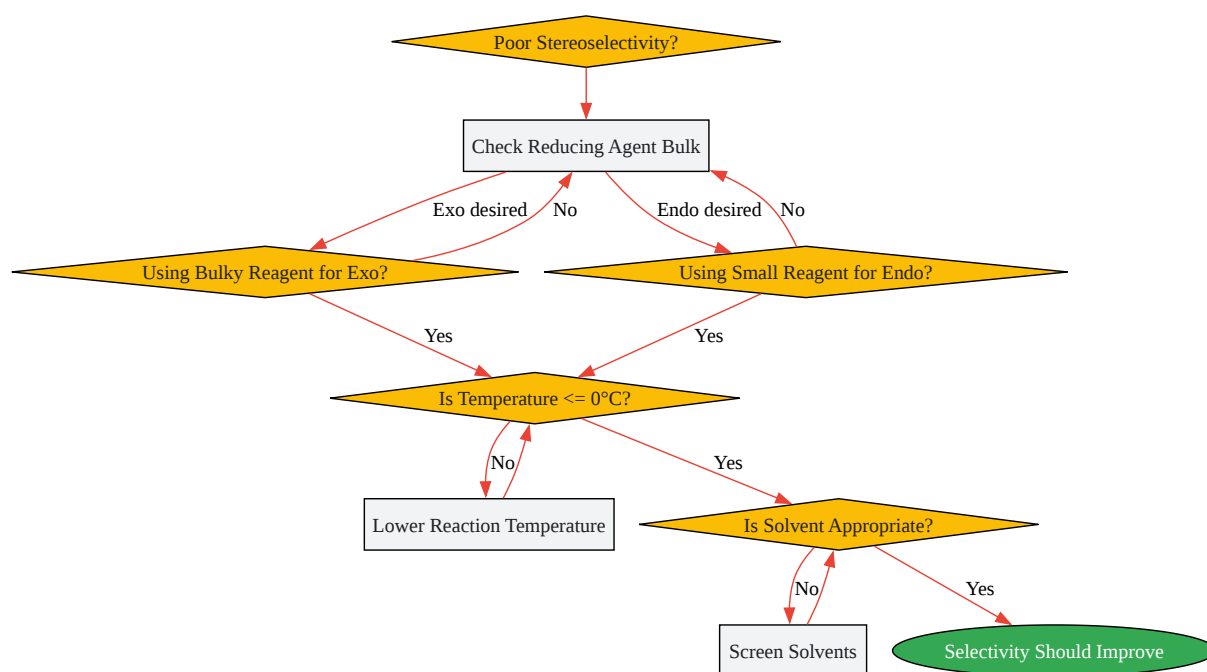 Poor Stereoselectivity?
Check Reducing Agent Bulk
Exo desired
No
Endo desired
No
Using Bulky Reagent for Exo?
Using Small Reagent for Endo?
Yes
Yes
Is Temperature <= 0°C?
No
Yes
Lower Reaction Temperature
Is Solvent Appropriate?
No
Yes
Screen Solvents
Selectivity Should Improve